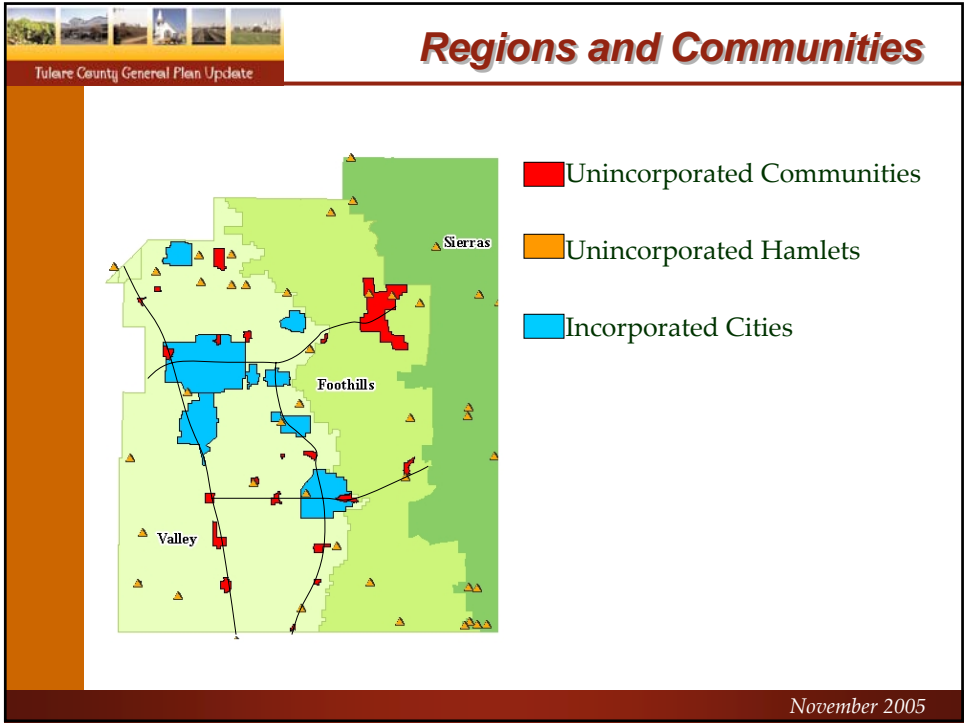 Tulare County General Plan Update
Regions and Communities
Unincorporated Communities
Sierras
Unincorporated Hamlets
Incorporated Cities
Foothills
Valley
November 2005